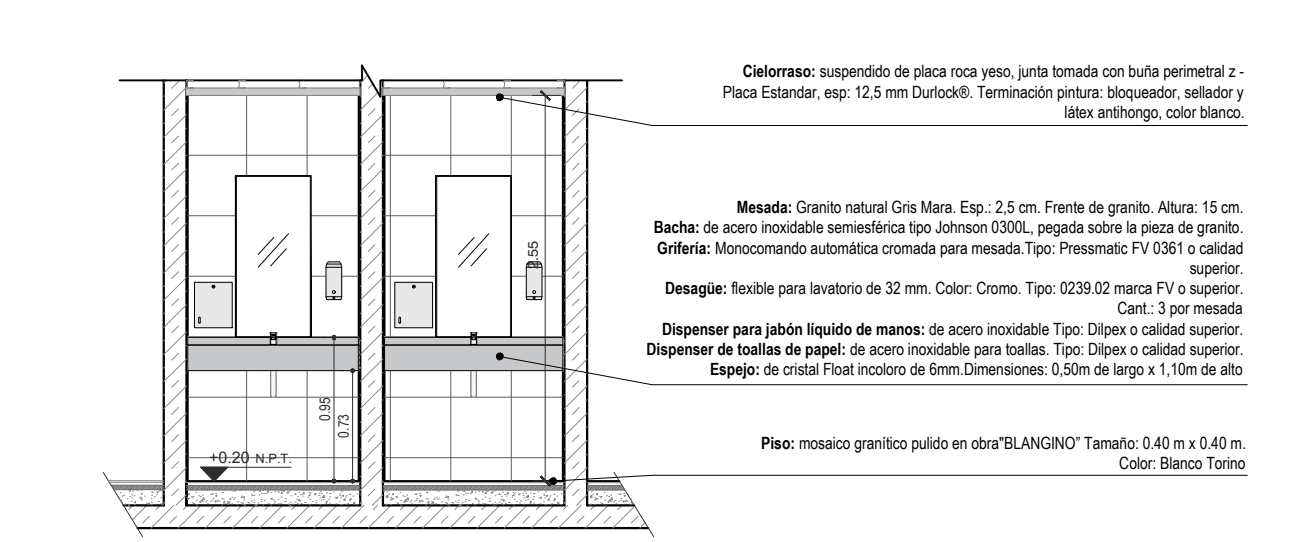 Cielorraso: suspendido de placa roca yeso, junta tomada con buña perimetral z -
Placa Estandar, esp: 12,5 mm Durlock®. Terminación pintura: bloqueador, sellador y
látex antihongo, color blanco.
Mesada: Granito natural Gris Mara. Esp.: 2,5 cm. Frente de granito. Altura: 15 cm.
Bacha: de acero inoxidable semiesférica tipo Johnson 0300L, pegada sobre la pieza de granito.
Grifería: Monocomando automática cromada para mesada.Tipo: Pressmatic FV 0361 o calidad
superior.
Desagüe: flexible para lavatorio de 32 mm. Color: Cromo. Tipo: 0239.02 marca FV o superior.
Cant.: 3 por mesada
Dispenser para jabón líquido de manos: de acero inoxidable Tipo: Dilpex o calidad superior.
Dispenser de toallas de papel: de acero inoxidable para toallas. Tipo: Dilpex o calidad superior.
Espejo: de cristal Float incoloro de 6mm.Dimensiones: 0,50m de largo x 1,10m de alto
Piso: mosaico granítico pulido en obra"BLANGINO” Tamaño: 0.40 m x 0.40 m.
Color: Blanco Torino
0.95
0.73
+0.20 N.P.T.